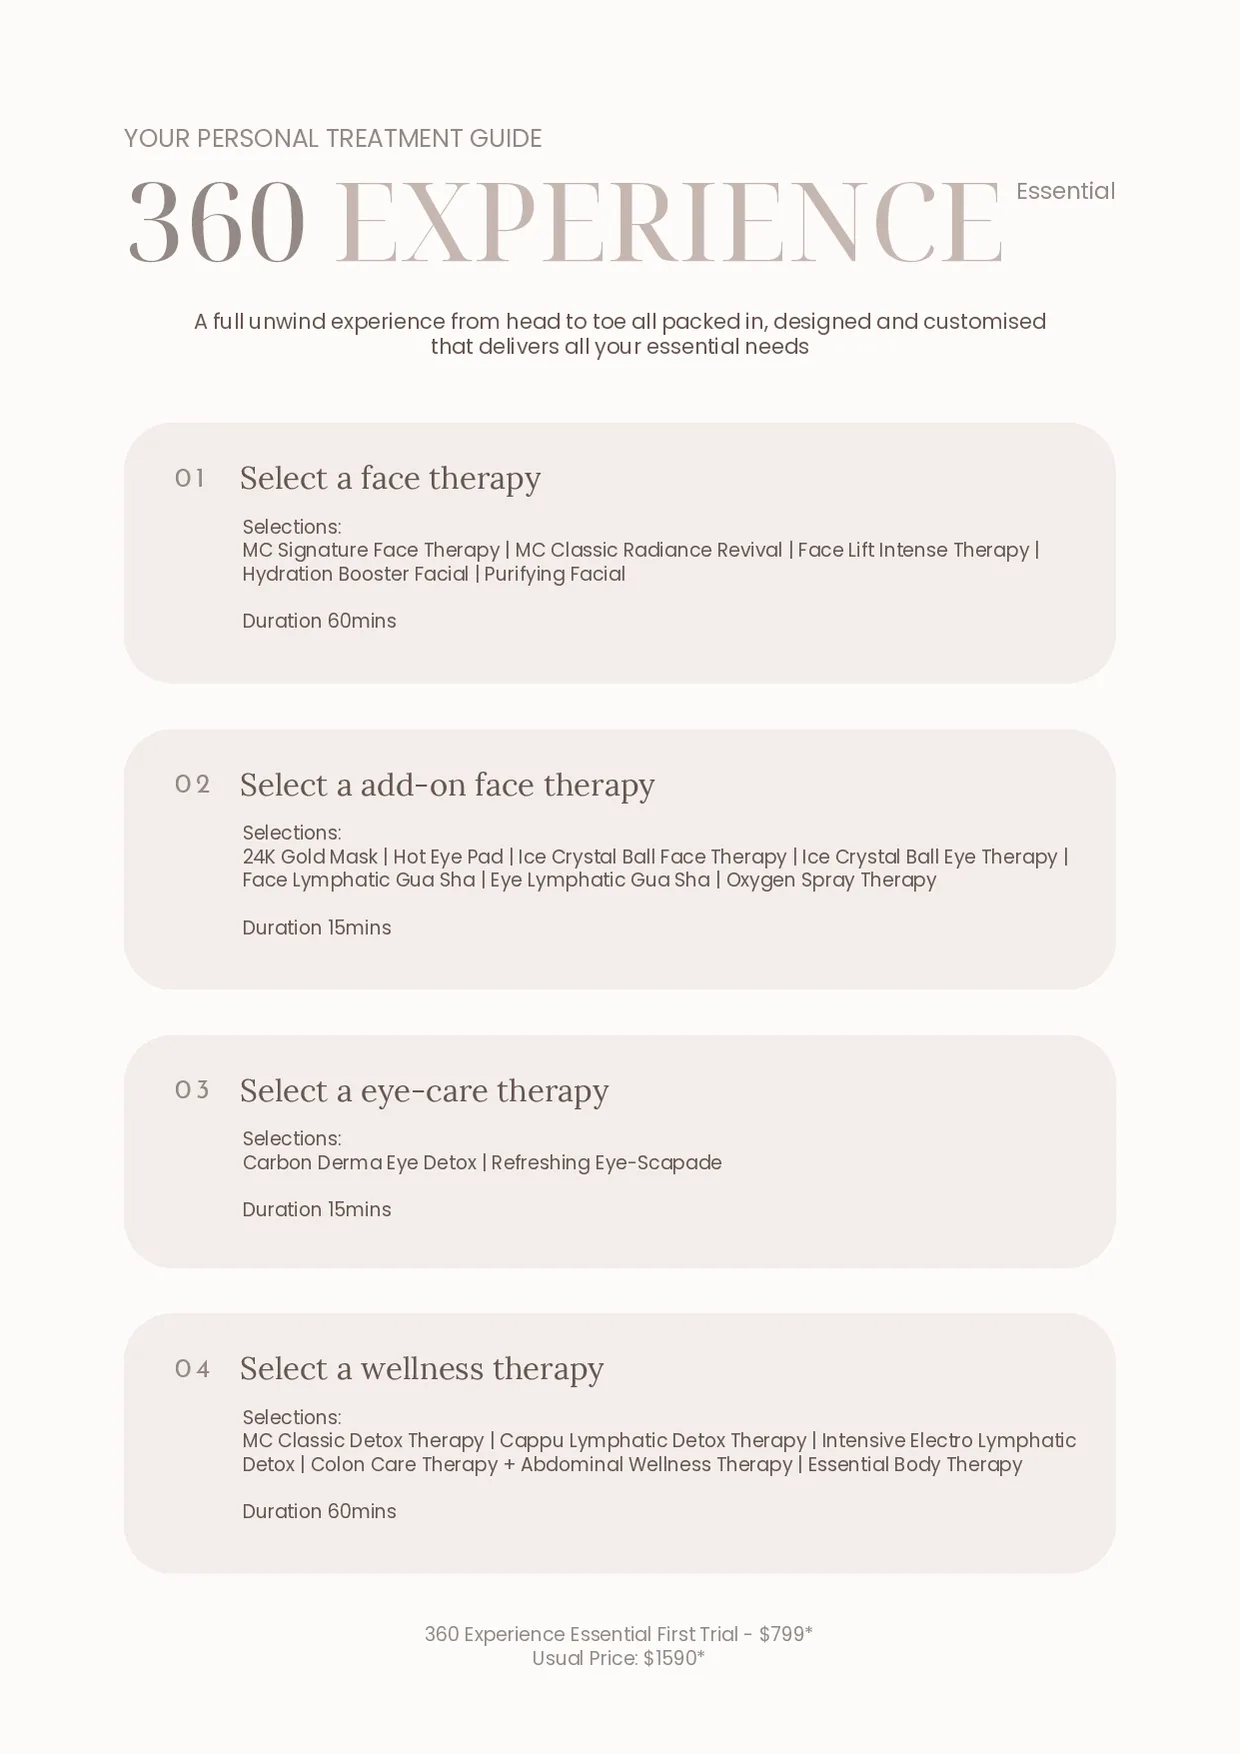 YOUR PERSONAL TREATMENT GUIDE
360 EXPERIENCE Essential
A full unwind experience from head to toe all packed in, designed and customised
that delivers all your essential needs
01 Select a face therapy
Selections:
MC Signature Face Therapy | MC Classic Radiance Revival | Face Lift Intense Therapy |
Hydration Booster Facial | Purifying Facial
Duration 60mins
02 Select a add-on face therapy
Selections:
24K Gold Mask | Hot Eye Pad | Ice Crystal Ball Face Therapy | Ice Crystal Ball Eye Therapy |
Face Lymphatic Gua Sha | Eye Lymphatic Gua Sha | Oxygen Spray Therapy
Duration 15mins
03 Select a eye-care therapy
Selections:
Carbon Derma Eye Detox | Refreshing Eye-Scapade
Duration 15mins
04 Select a wellness therapy
Selections:
MC Classic Detox Therapy | Cappu Lymphatic Detox Therapy | Intensive Electro Lymphatic
Detox | Colon Care Therapy + Abdominal Wellness Therapy | Essential Body Therapy
Duration 60mins
360 Experience Essential First Trial - $799*
Usual Price: $1590*